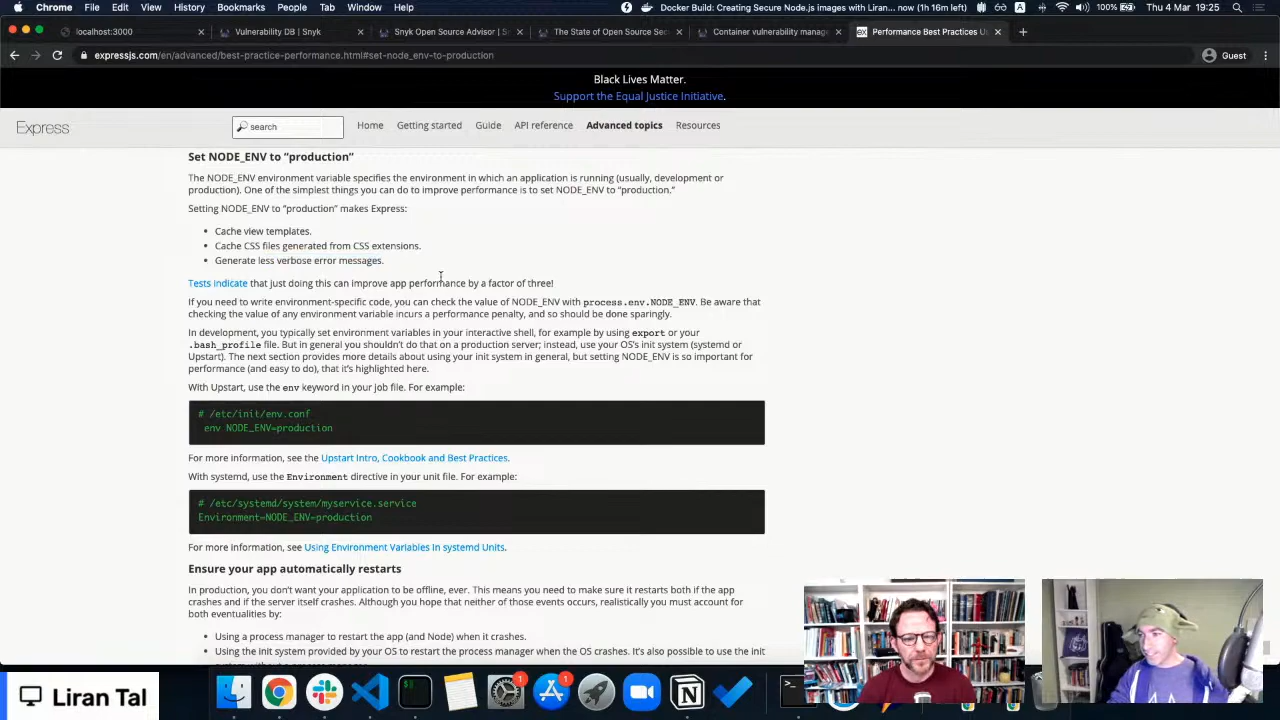 Chrome File Edit View History Bookmarks People Tab Window Help Docker Build: Creating Secure Node.js images with Liran... now (1h 16m left) A 100% Thu 4 Mar 19:25
localhost:3000 × Vulnerability DB | Snyk × Snyk Open Source Advisor | S × The State of Open Source Sec × Container vulnerability manag × ex Performance Best Practices U × +
expressjs.com/en/advanced/best-practice-performance.html#set-node_env-to-production Guest
Black Lives Matter.
Support the Equal Justice Initiative.
Express search Home Getting started Guide API reference Advanced topics Resources
Set NODE_ENV to “production”
The NODE_ENV environment variable specifies the environment in which an application is running (usually, development or
production). One of the simplest things you can do to improve performance is to set NODE_ENV to “production.”
Setting NODE_ENV to “production” makes Express:
• Cache view templates.
• Cache CSS files generated from CSS extensions.
• Generate less verbose error messages.
Tests indicate that just doing this can improve app performance by a factor of three!
If you need to write environment-specific code, you can check the value of NODE_ENV with process.env.NODE_ENV. Be aware that
checking the value of any environment variable incurs a performance penalty, and so should be done sparingly.
In development, you typically set environment variables in your interactive shell, for example by using export or your
.bash_profile file. But in general you shouldn’t do that on a production server; instead, use your OS’s init system (systemd or
Upstart). The next section provides more details about using your init system in general, but setting NODE_ENV is so important for
performance (and easy to do), that it’s highlighted here.
With Upstart, use the env keyword in your job file. For example:
# /etc/init/env.conf
env NODE_ENV=production
For more information, see the Upstart Intro, Cookbook and Best Practices.
With systemd, use the Environment directive in your unit file. For example:
# /etc/systemd/system/myservice.service
Environment=NODE_ENV=production
For more information, see Using Environment Variables In systemd Units.
Ensure your app automatically restarts
In production, you don’t want your application to be offline, ever. This means you need to make sure it restarts both if the app
crashes and if the server itself crashes. Although you hope that neither of those events occurs, realistically you must account for
both eventualities by:
• Using a process manager to restart the app (and Node) when it crashes.
• Using the init system provided by your OS to restart the process manager when the OS crashes. It’s also possible to use the init
system without a process manager.
1 1
Liran Tal